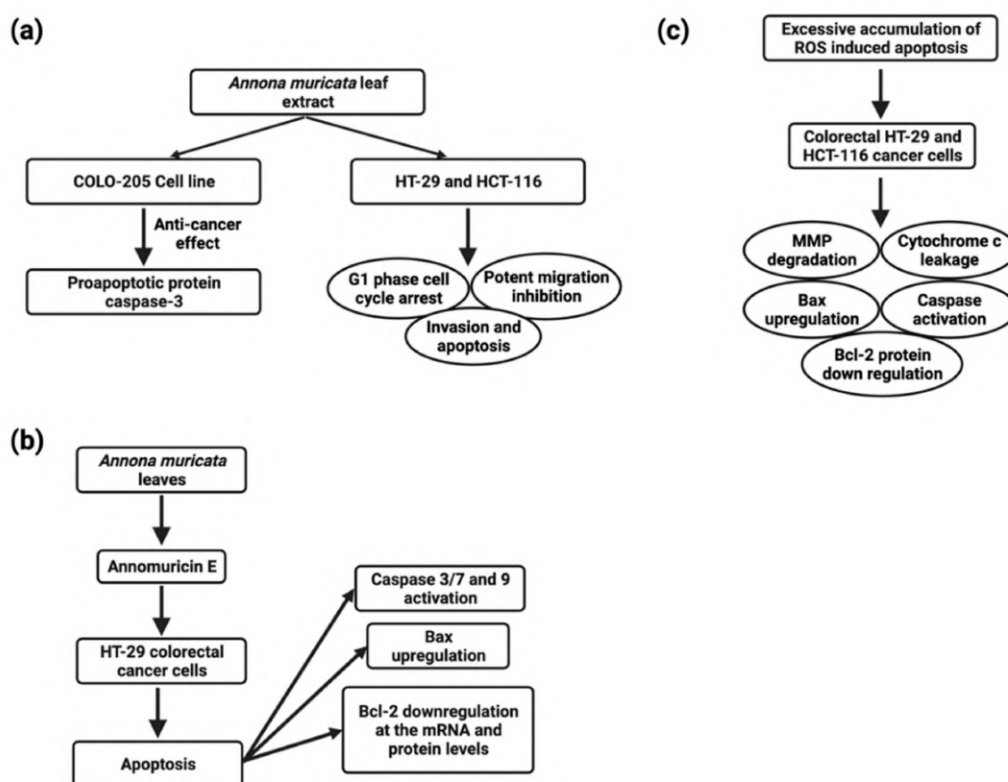 (a)
Annona muricata leaf
extract
COLO-205 Cell line
HT-29 and HCT-116
Anti-cancer
effect
Proapoptotic protein
caspase-3
G1 phase cell
cycle arrest
Potent migration
inhibition
Invasion and
apoptosis
(c)
Excessive accumulation of
ROS induced apoptosis
Colorectal HT-29 and
HCT-116 cancer cells
MMP
degradation
Cytochrome c
leakage
Bax
upregulation
Caspase
activation
Bcl-2 protein
down regulation
(b)
Annona muricata
leaves
Annomuricin E
HT-29 colorectal
cancer cells
Apoptosis
Caspase 3/7 and 9
activation
Bax
upregulation
Bcl-2 downregulation
at the mRNA and
protein levels